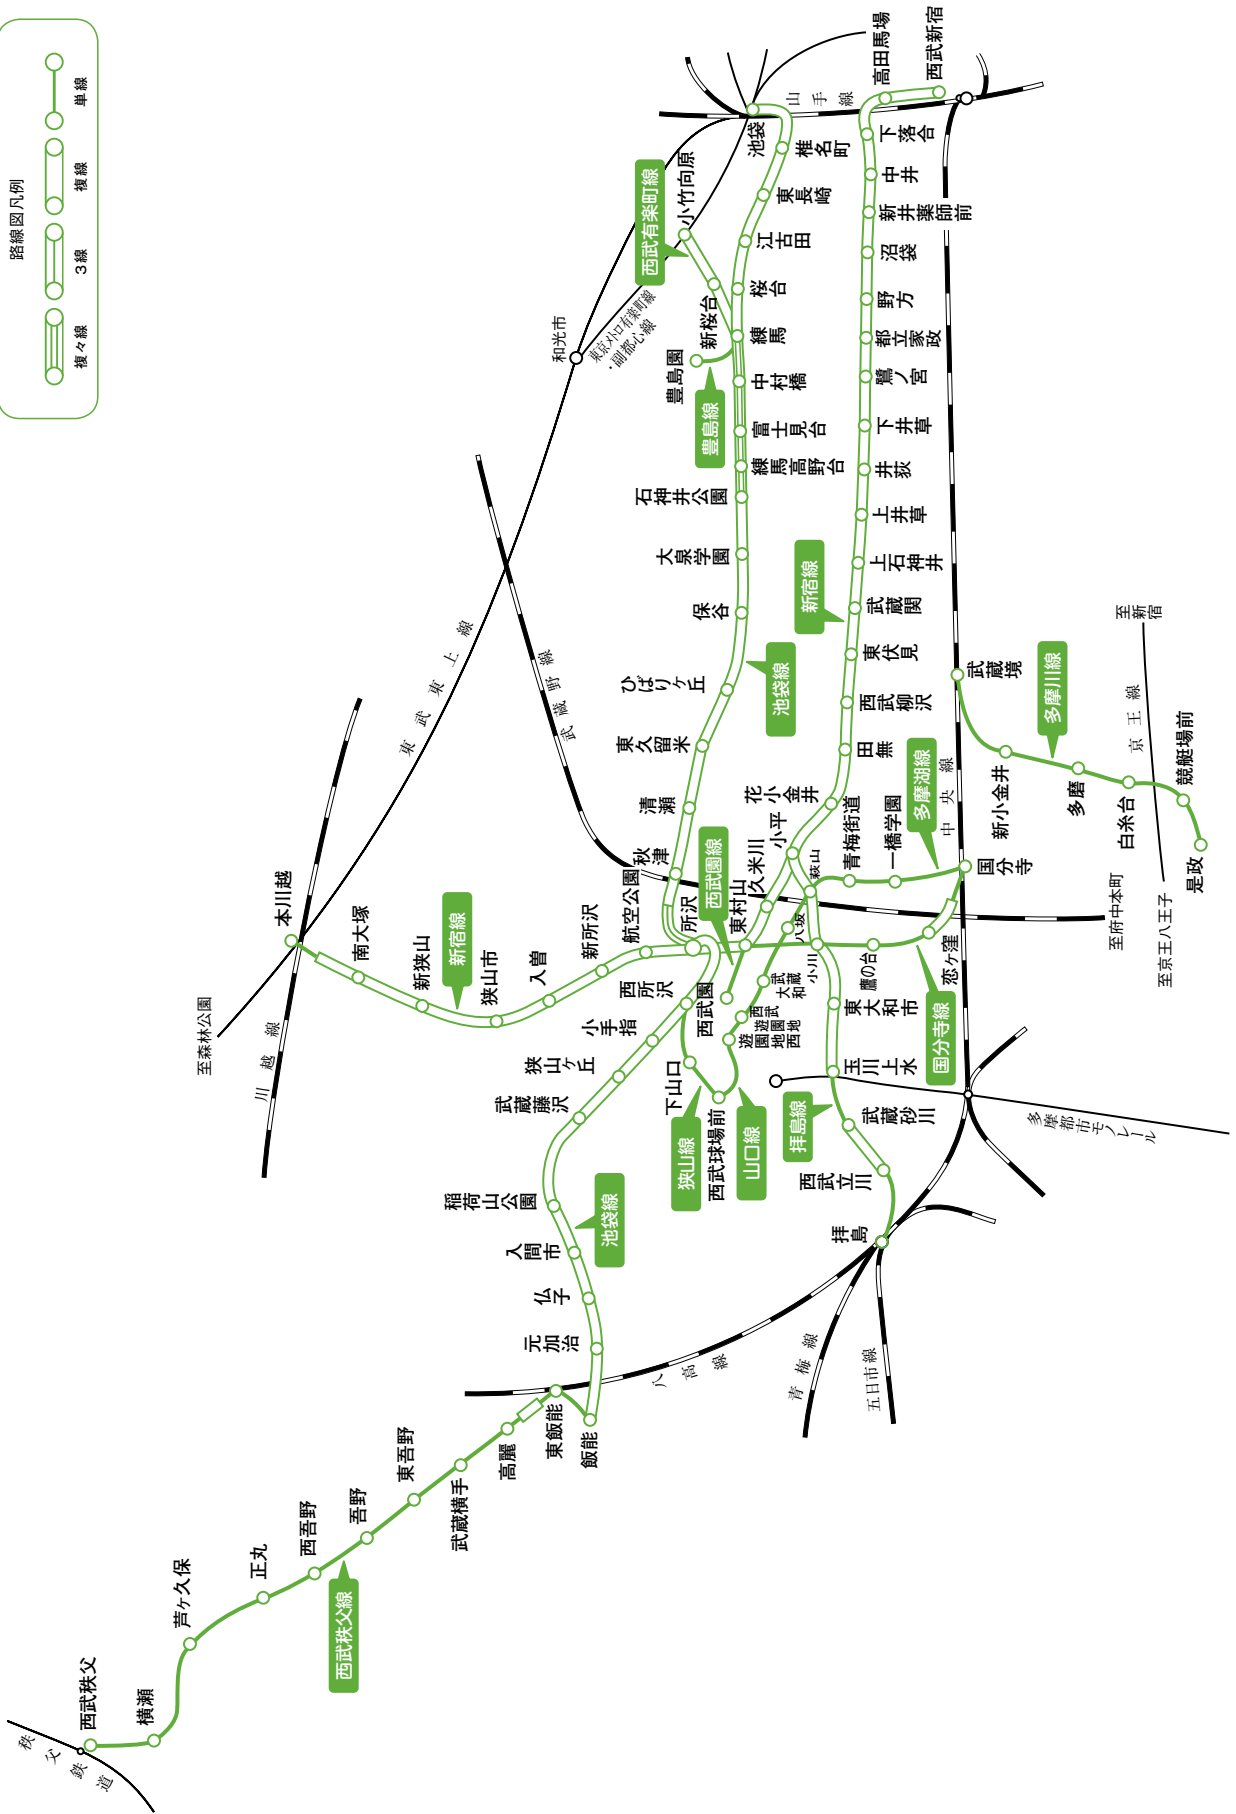 路線図凡例
単線
複線
3線
複々線
西武秩父
横瀬
芦ヶ久保
正丸
西吾野
吾野
東吾野
武蔵横手
高麗
東飯能
飯能
西武秩父線
秩父鉄道
元加治
仏子
入間市
稲荷山公園
武蔵藤沢
狭山ヶ丘
小手指
西所沢
所沢
秋津
清瀬
東久留米
ひばりヶ丘
保谷
大泉学園
石神井公園
練馬高野台
富士見台
中村橋
練馬
桜台
江古田
東長崎
椎名町
池袋
池袋線
池袋線
豊島園
豊島線
新桜台
小竹向原
西武有楽町線
東京メトロ有楽町線
・副都心線
和光市
山手線
西武新宿
高田馬場
下落合
中井
新井薬師前
沼袋
野方
都立家政
鷺ノ宮
下井草
井荻
上井草
上石神井
武蔵関
東伏見
西武柳沢
田無
花小金井
小平
久米川
東村山
航空公園
新所沢
入曽
狭山市
新狭山
南大塚
本川越
新宿線
新宿線
至森林公園
川越線
東武東上線
武蔵野線
西武園線
西武園
萩山
青梅街道
一橋学園
国分寺
多摩湖線
八坂
武蔵大和
西武遊園地
遊園地西
小川
鷹の台
恋ヶ窪
国分寺線
下山口
西武球場前
狭山線
山口線
東大和市
玉川上水
武蔵砂川
西武立川
拝島
拝島線
武蔵境
新小金井
多磨
白糸台
競艇場前
是政
多摩川線
中央線
京王線
至新宿
至京王八王子
至府中本町
多摩都市モノレール
八高線
青梅線
五日市線